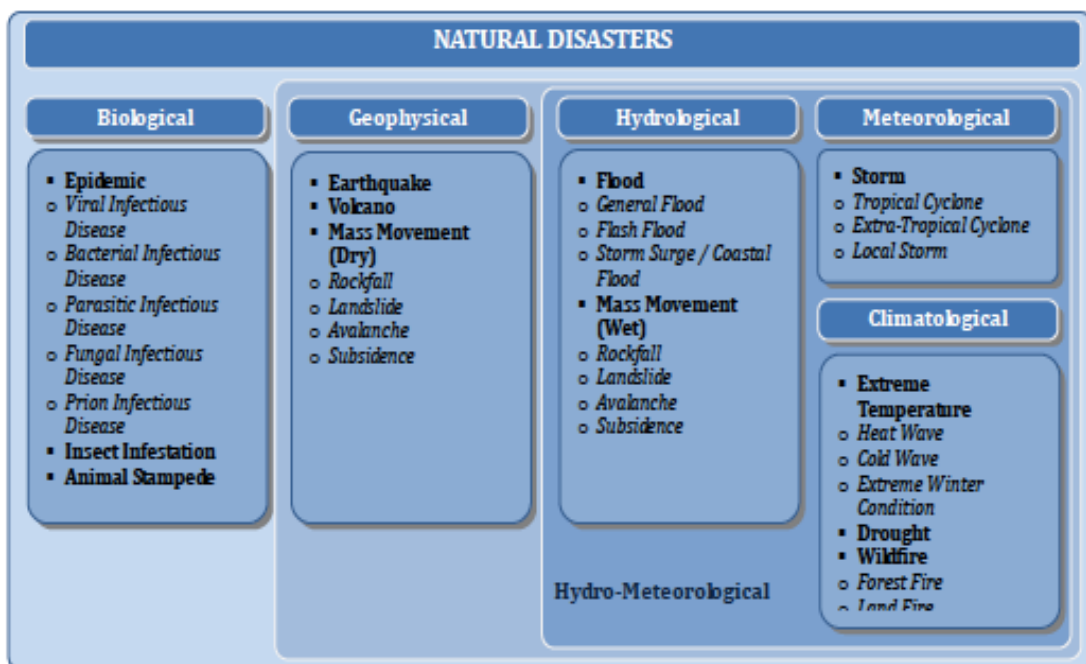 NATURAL DISASTERS
Biological
▪ Epidemic
o Viral Infectious
Disease
o Bacterial Infectious
Disease
o Parasitic Infectious
Disease
o Fungal Infectious
Disease
o Prion Infectious
Disease
▪ Insect Infestation
▪ Animal Stampede
Geophysical
▪ Earthquake
▪ Volcano
▪ Mass Movement
(Dry)
o Rockfall
o Landslide
o Avalanche
o Subsidence
Hydrological
▪ Flood
o General Flood
o Flash Flood
o Storm Surge / Coastal
Flood
▪ Mass Movement
(Wet)
o Rockfall
o Landslide
o Avalanche
o Subsidence
Meteorological
▪ Storm
o Tropical Cyclone
o Extra-Tropical Cyclone
o Local Storm
Climatological
▪ Extreme
Temperature
o Heat Wave
o Cold Wave
o Extreme Winter
Condition
▪ Drought
▪ Wildfire
o Forest Fire
o Land Fire
Hydro-Meteorological